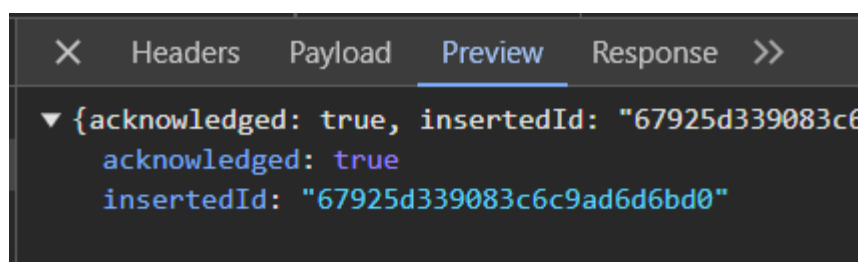 Headers Payload Preview Response
{acknowledged: true, insertedId: "67925d339083c6
acknowledged: true
insertedId: "67925d339083c6c9ad6d6bd0"